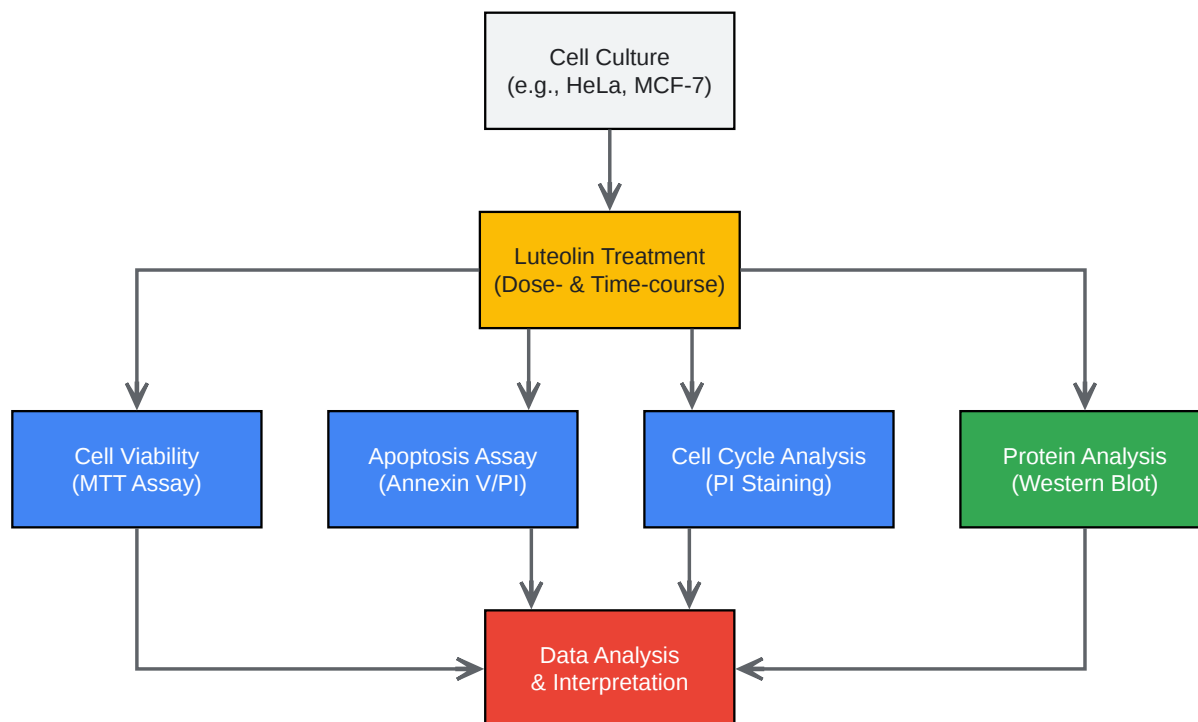 Cell Culture
(e.g., HeLa, MCF-7)
Luteolin Treatment
(Dose- & Time-course)
Cell Viability
(MTT Assay)
Apoptosis Assay
(Annexin V/PI)
Cell Cycle Analysis
(PI Staining)
Protein Analysis
(Western Blot)
Data Analysis
& Interpretation